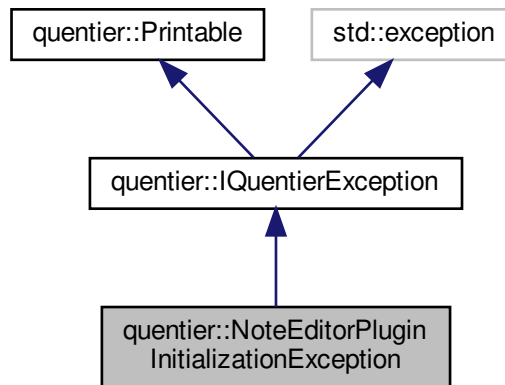 quentier::Printable
std::exception
quentier::IQuentierException
quentier::NoteEditorPlugin
InitializationException